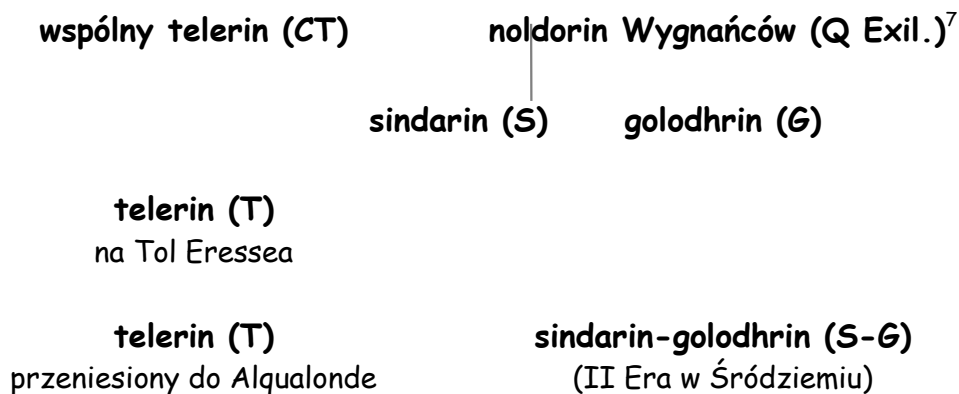 wspólny telerin (CT) noldorin Wygnańców (Q Exil.)⁷
sindarin (S) golodhrin (G)
telerin (T)
na Tol Eressea
telerin (T) sindarin-golodhrin (S-G)
przeniesiony do Alqualonde (II Era w Śródziemiu)